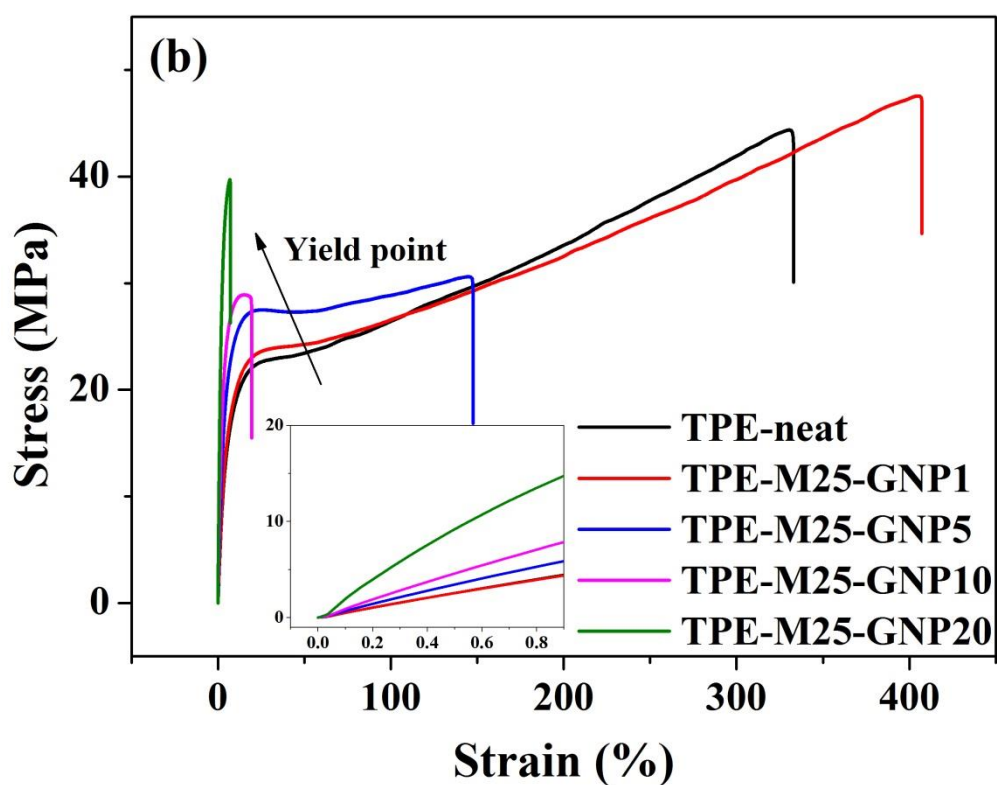 (b)
Stress (MPa)
40
20
0
Yield point
20
10
0
0.0 0.2 0.4 0.6 0.8
TPE-neat
TPE-M25-GNP1
TPE-M25-GNP5
TPE-M25-GNP10
TPE-M25-GNP20
0 100 200 300 400
Strain (%)